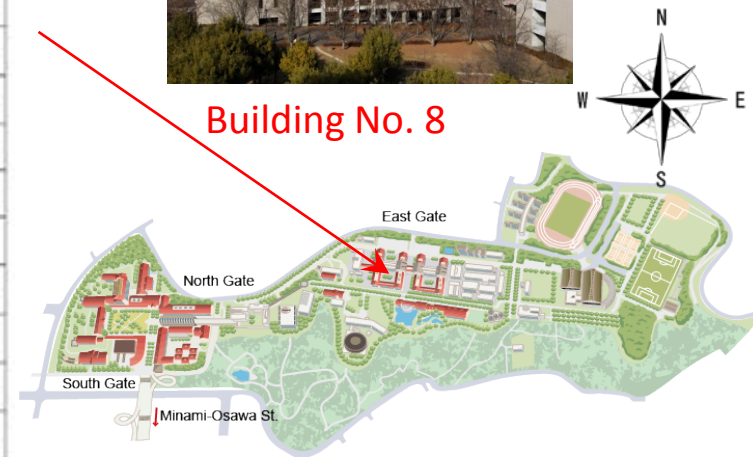 Building No. 8
N
W
E
S
East Gate
North Gate
South Gate
Minami-Osawa St.